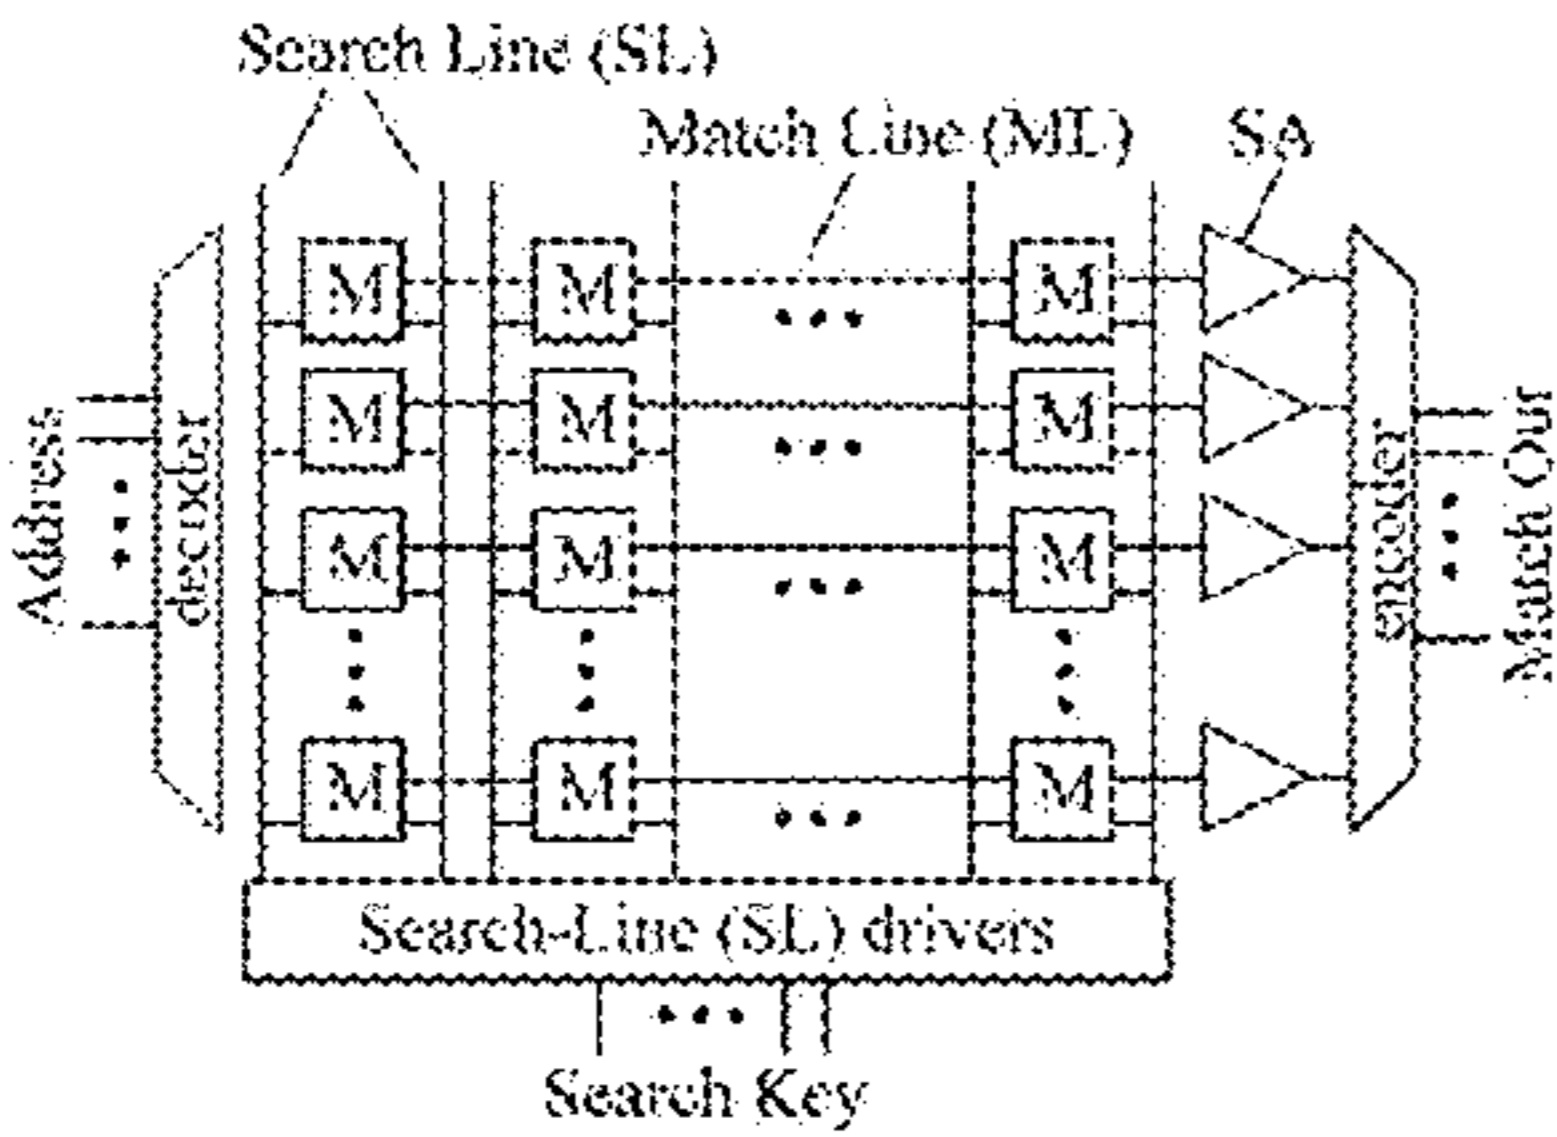 Search Line (SL)
Match Line (ML)
SA
M M M
M M M
M M M
M M M
Address
decoder
encoder
Match Out
Search-Line (SL) drivers
Search Key